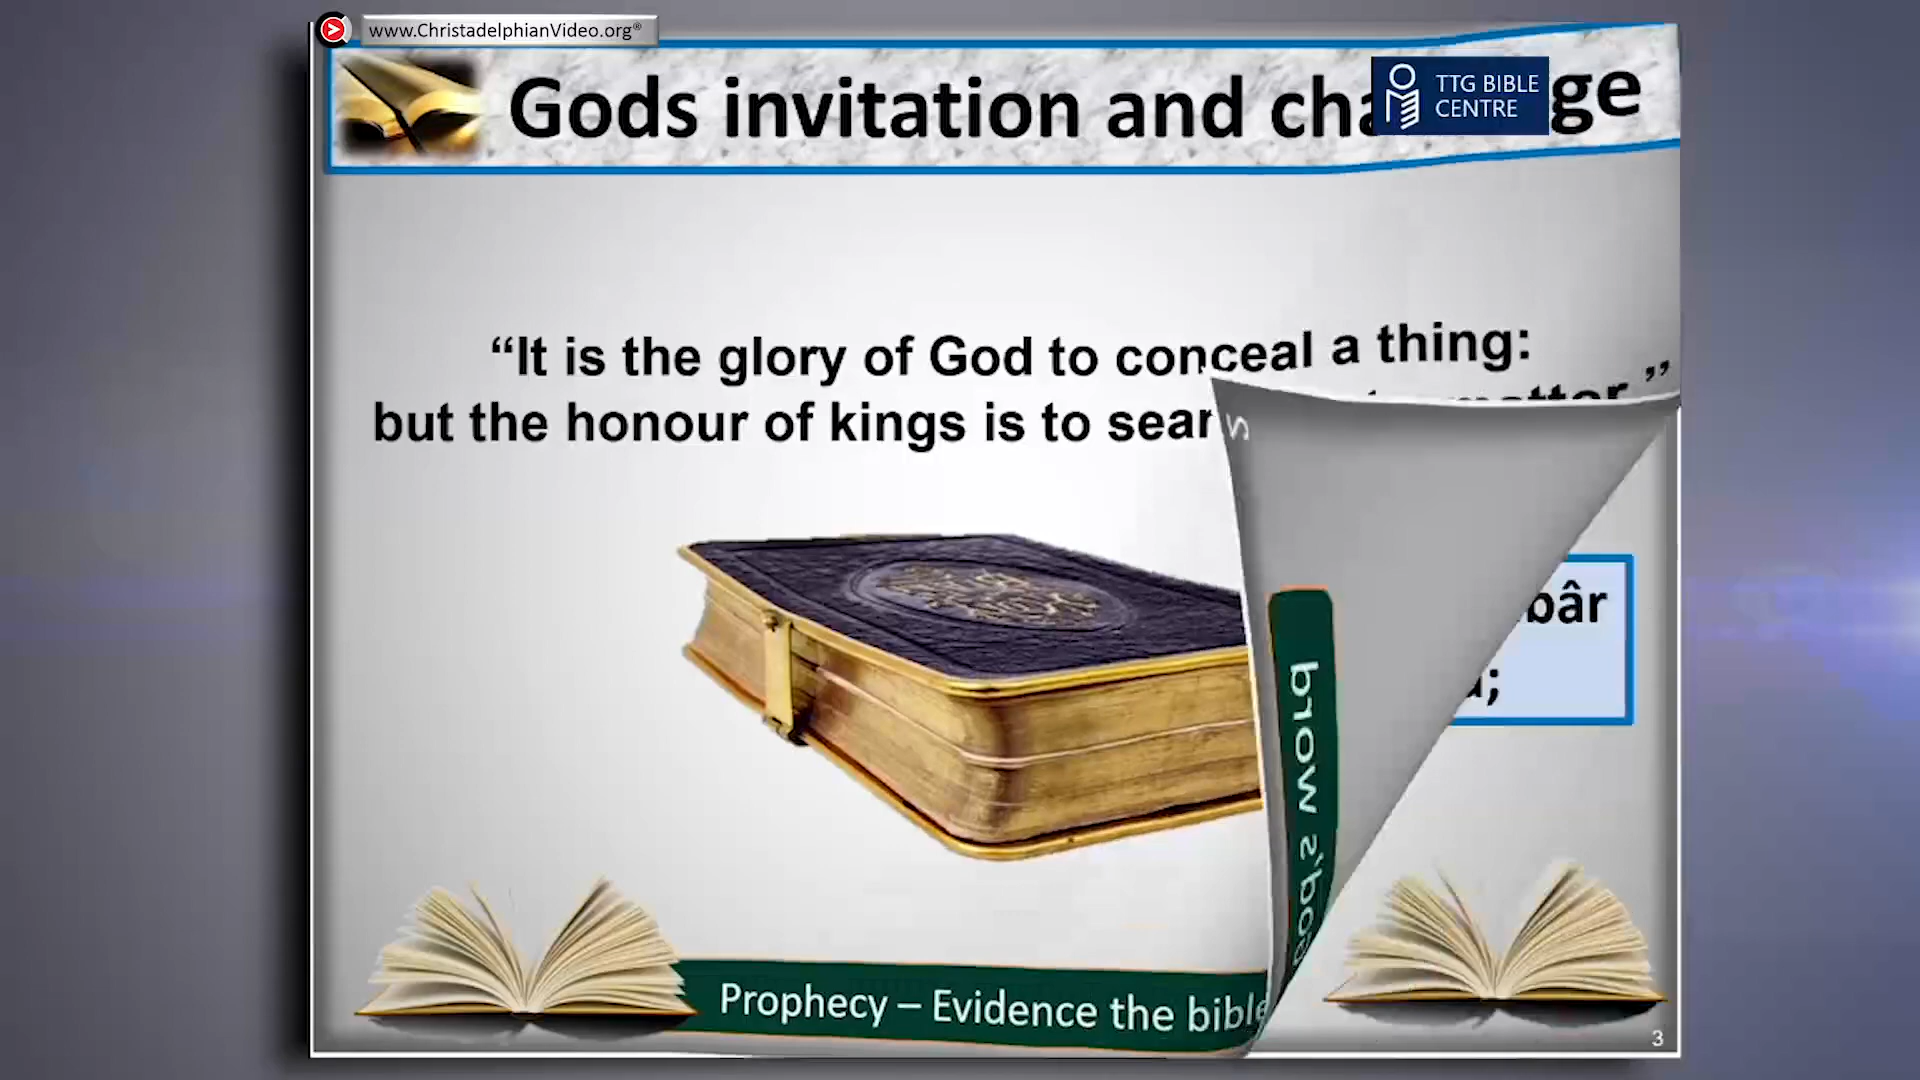 www.ChristadelphianVideo.org®
Gods invitation and cha ge
TTG BIBLE
CENTRE
“It is the glory of God to conceal a thing:
but the honour of kings is to sear matter.”
bâr
;
God's word
Prophecy – Evidence the bible
3